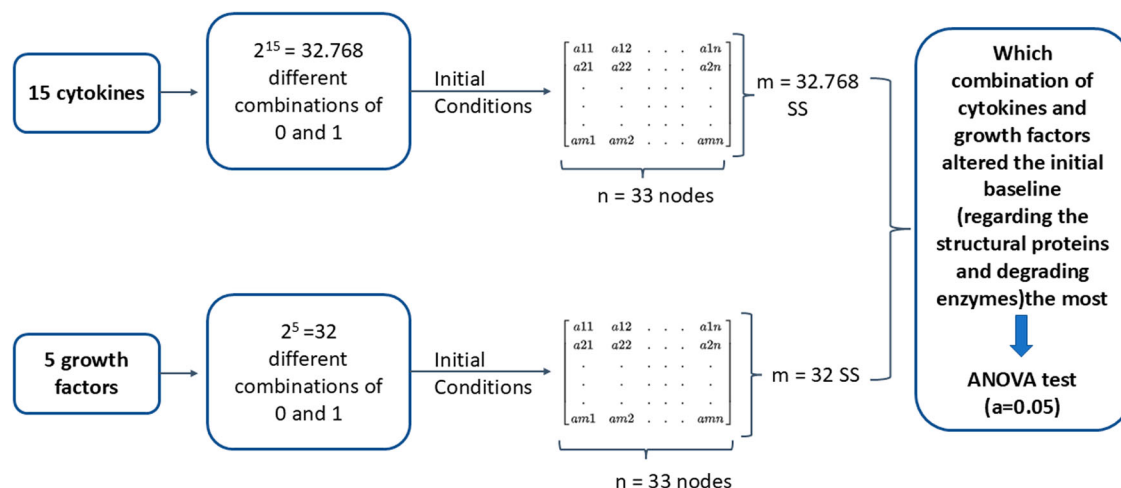 15 cytokines
2¹⁵ = 32.768
different
combinations of
0 and 1
Initial
Conditions
a11 a12 . . . a1n
a21 a22 . . . a2n
. . . . . .
. . . . . .
. . . . . .
am1 am2 . . . amn
n = 33 nodes
m = 32.768
SS
5 growth
factors
2⁵ =32
different
combinations of
0 and 1
Initial
Conditions
a11 a12 . . . a1n
a21 a22 . . . a2n
. . . . . .
. . . . . .
. . . . . .
am1 am2 . . . amn
n = 33 nodes
m = 32 SS
Which
combination of
cytokines and
growth factors
altered the initial
baseline
(regarding the
structural proteins
and degrading
enzymes)the most
ANOVA test
(a=0.05)